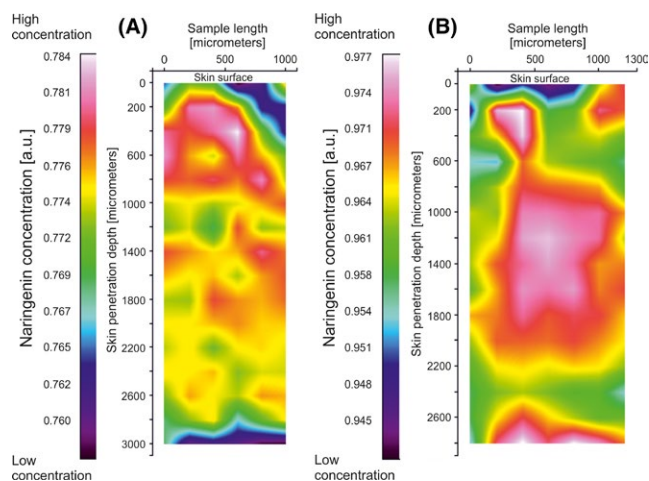 High
concentration
0.784
0.781
0.779
0.776
0.774
0.772
0.769
0.767
0.765
0.762
0.760
Low
concentration
Naringenin concentration [a.u.]
(A)
Sample length
[micrometers]
0
500
1000
Skin surface
0
200
600
1000
1400
1800
2200
2600
3000
Skin penetration depth [micrometers]
High
concentration
0.977
0.974
0.971
0.967
0.964
0.961
0.958
0.954
0.951
0.948
0.945
Low
concentration
Naringenin concentration [a.u.]
(B)
Sample length
[micrometers]
0
500
1000
1300
Skin surface
0
200
600
1000
1400
1800
2200
2600
Skin penetration depth [micrometers]